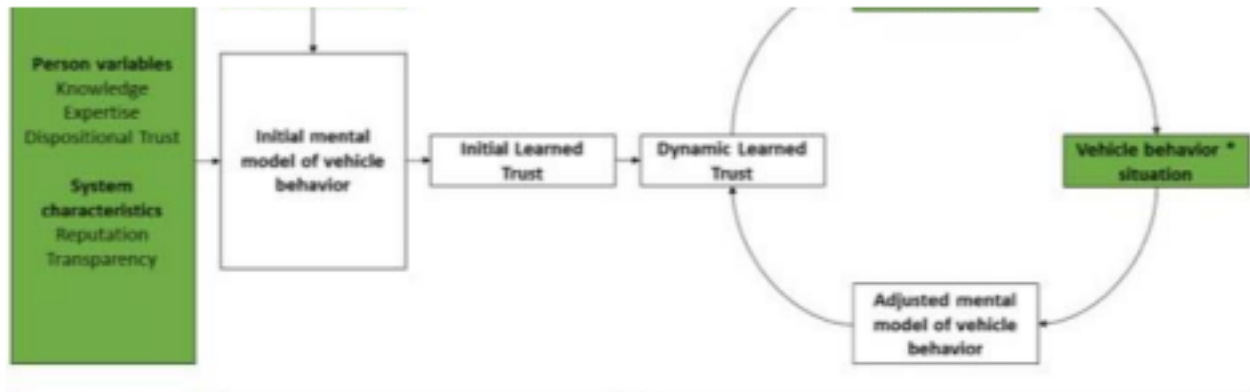 Person variables
Knowledge
Expertise
Dispositional Trust
System
characteristics
Reputation
Transparency
Initial mental
model of vehicle
behavior
Initial Learned
Trust
Dynamic Learned
Trust
Vehicle behavior *
situation
Adjusted mental
model of vehicle
behavior